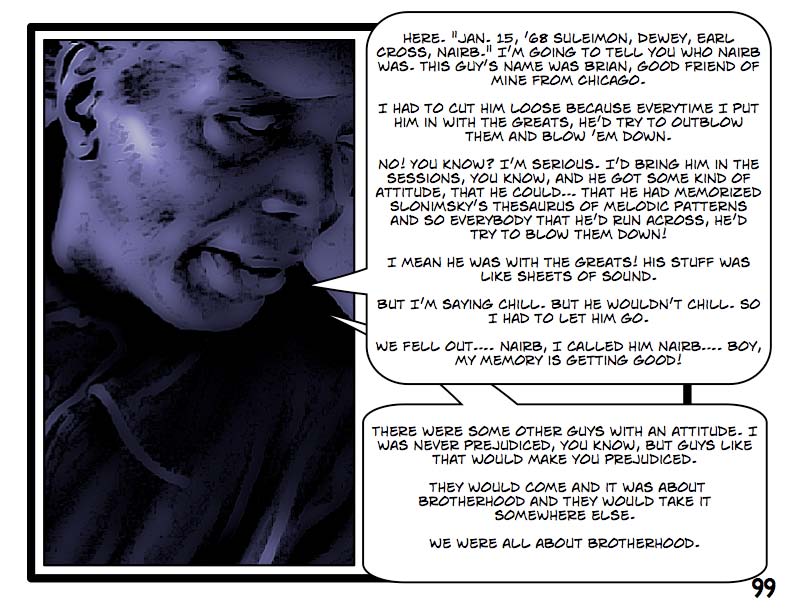 HERE. "JAN. 15, '68 SULEIMON, DEWEY, EARL
CROSS, NAIRB." I'M GOING TO TELL YOU WHO NAIRB
WAS. THIS GUY'S NAME WAS BRIAN, GOOD FRIEND OF
MINE FROM CHICAGO.
I HAD TO CUT HIM LOOSE BECAUSE EVERYTIME I PUT
HIM IN WITH THE GREATS, HE'D TRY TO OUTBLOW
THEM AND BLOW 'EM DOWN.
NO! YOU KNOW? I'M SERIOUS. I'D BRING HIM IN THE
SESSIONS, YOU KNOW, AND HE GOT SOME KIND OF
ATTITUDE, THAT HE COULD... THAT HE HAD MEMORIZED
SLONIMSKY'S THESAURUS OF MELODIC PATTERNS
AND SO EVERYBODY THAT HE'D RUN ACROSS, HE'D
TRY TO BLOW THEM DOWN!
I MEAN HE WAS WITH THE GREATS! HIS STUFF WAS
LIKE SHEETS OF SOUND.
BUT I'M SAYING CHILL. BUT HE WOULDN'T CHILL. SO
I HAD TO LET HIM GO.
WE FELL OUT.... NAIRB, I CALLED HIM NAIRB.... BOY,
MY MEMORY IS GETTING GOOD!
THERE WERE SOME OTHER GUYS WITH AN ATTITUDE. I
WAS NEVER PREJUDICED, YOU KNOW, BUT GUYS LIKE
THAT WOULD MAKE YOU PREJUDICED.
THEY WOULD COME AND IT WAS ABOUT
BROTHERHOOD AND THEY WOULD TAKE IT
SOMEWHERE ELSE.
WE WERE ALL ABOUT BROTHERHOOD.
99